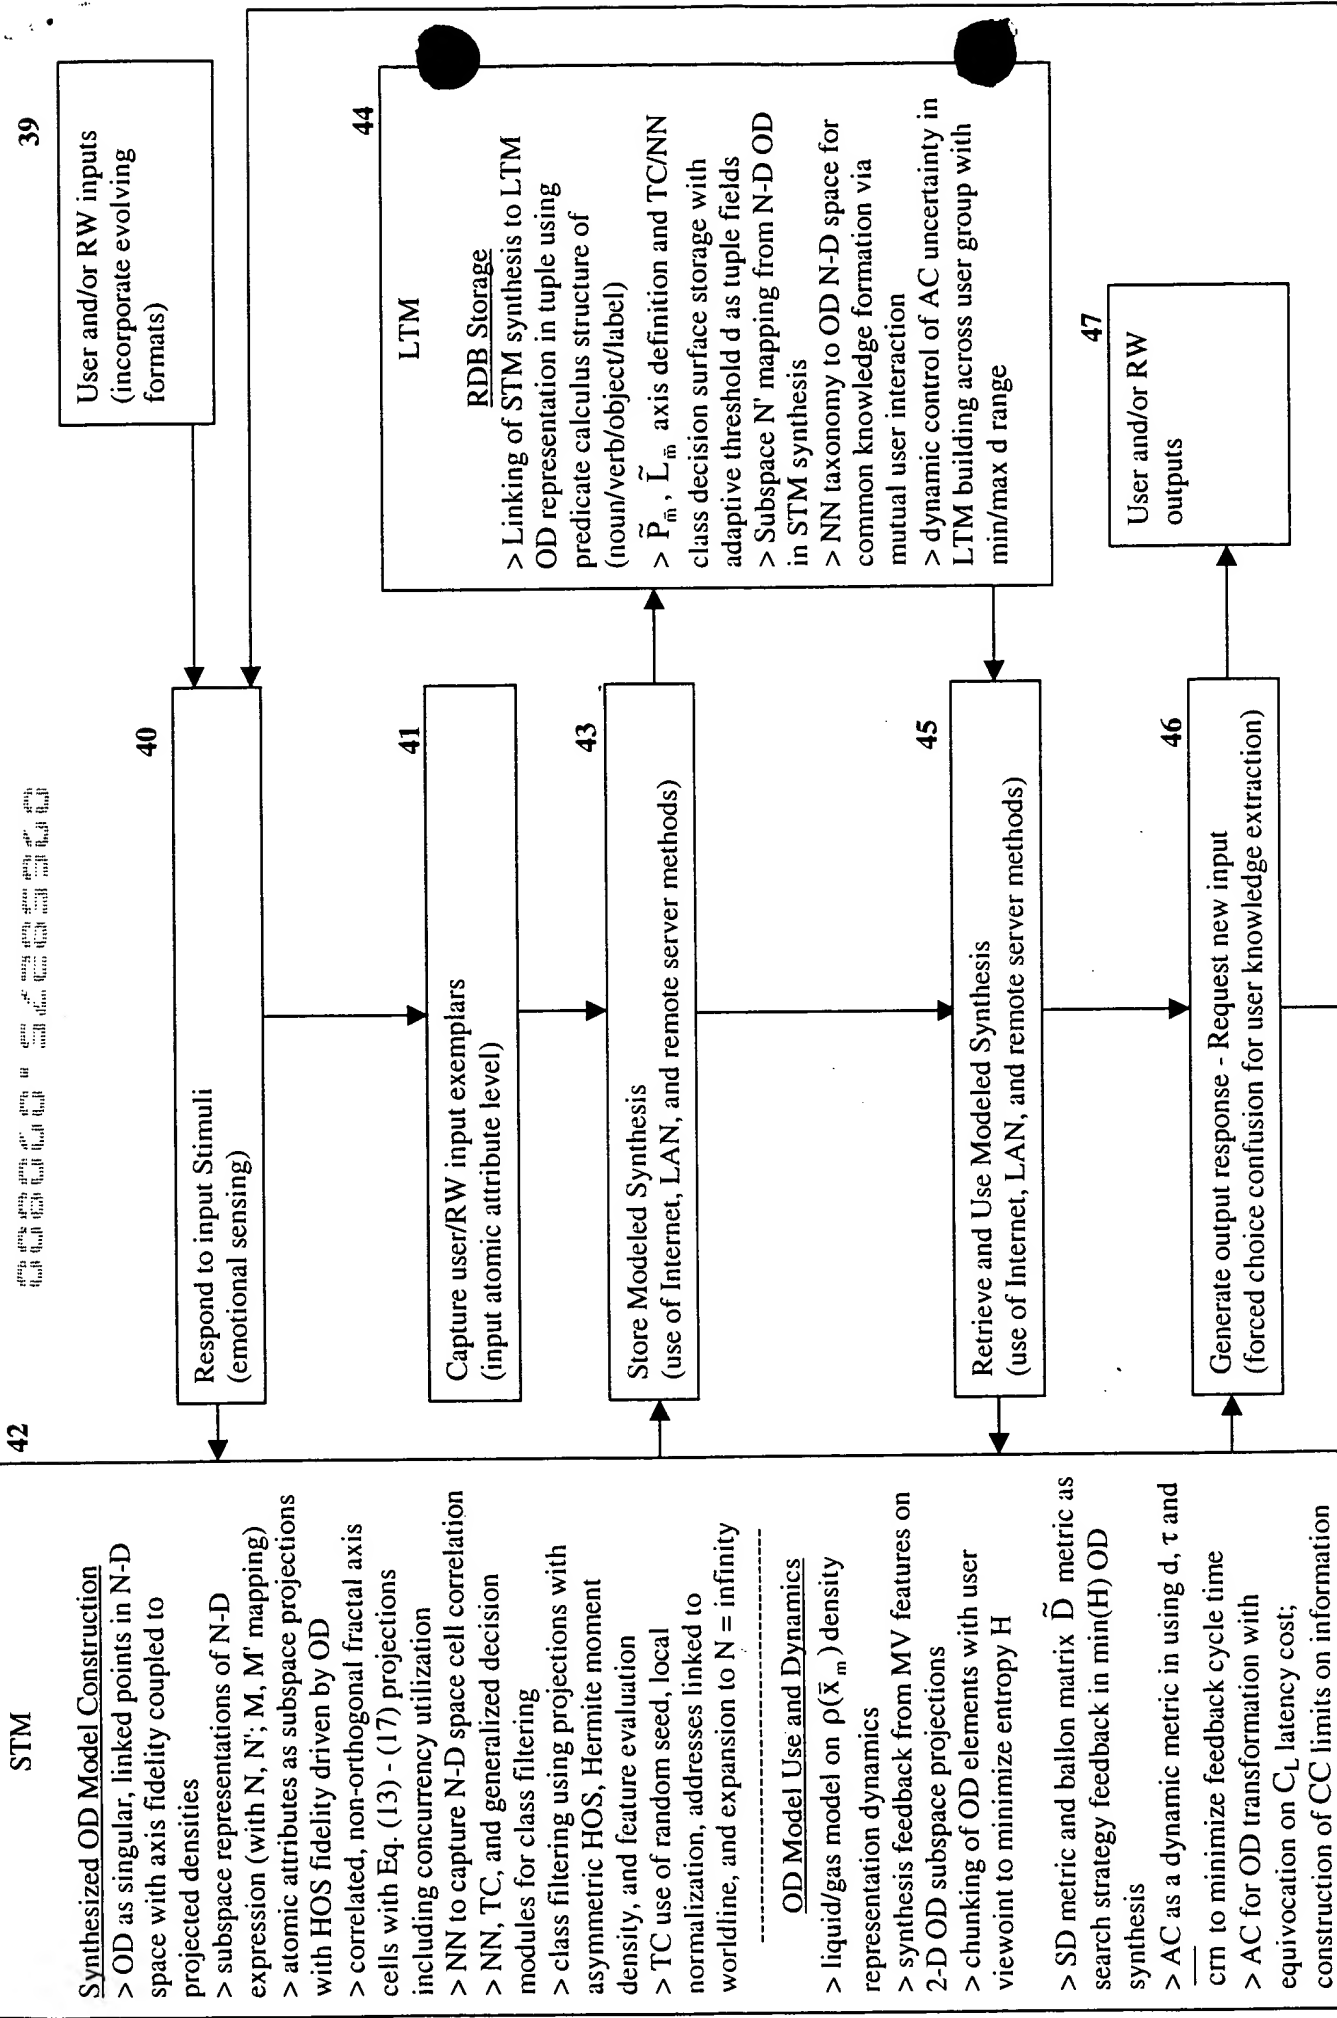 STM
42
Synthesized OD Model Construction
> OD as singular, linked points in N-D
space with axis fidelity coupled to
projected densities
> subspace representations of N-D
expression (with N, N'; M, M' mapping)
> atomic attributes as subspace projections
with HOS fidelity driven by OD
> correlated, non-orthogonal fractal axis
cells with Eq. (13) - (17) projections
including concurrency utilization
> NN to capture N-D space cell correlation
> NN, TC, and generalized decision
modules for class filtering
> class filtering using projections with
asymmetric HOS, Hermite moment
density, and feature evaluation
> TC use of random seed, local
normalization, addresses linked to
worldline, and expansion to N = infinity
OD Model Use and Dynamics
> liquid/gas model on ρ(x̄ₘ) density
representation dynamics
> synthesis feedback from MV features on
2-D OD subspace projections
> chunking of OD elements with user
viewoint to minimize entropy H
> SD metric and ballon matrix D̃ metric as
search strategy feedback in min(H) OD
synthesis
> AC as a dynamic metric in using d, τ and
crm to minimize feedback cycle time
> AC for OD transformation with
equivocation on C_L latency cost;
construction of CC limits on information
40
Respond to input Stimuli
(emotional sensing)
41
Capture user/RW input exemplars
(input atomic attribute level)
43
Store Modeled Synthesis
(use of Internet, LAN, and remote server methods)
45
Retrieve and Use Modeled Synthesis
(use of Internet, LAN, and remote server methods)
46
Generate output response - Request new input
(forced choice confusion for user knowledge extraction)
39
User and/or RW inputs
(incorporate evolving
formats)
44
LTM
RDB Storage
> Linking of STM synthesis to LTM
OD representation in tuple using
predicate calculus structure of
(noun/verb/object/label)
> P̃_m̄ , L̃_m̄ axis definition and TC/NN
class decision surface storage with
adaptive threshold d as tuple fields
> Subspace N' mapping from N-D OD
in STM synthesis
> NN taxonomy to OD N-D space for
common knowledge formation via
mutual user interaction
> dynamic control of AC uncertainty in
LTM building across user group with
min/max d range
47
User and/or RW
outputs